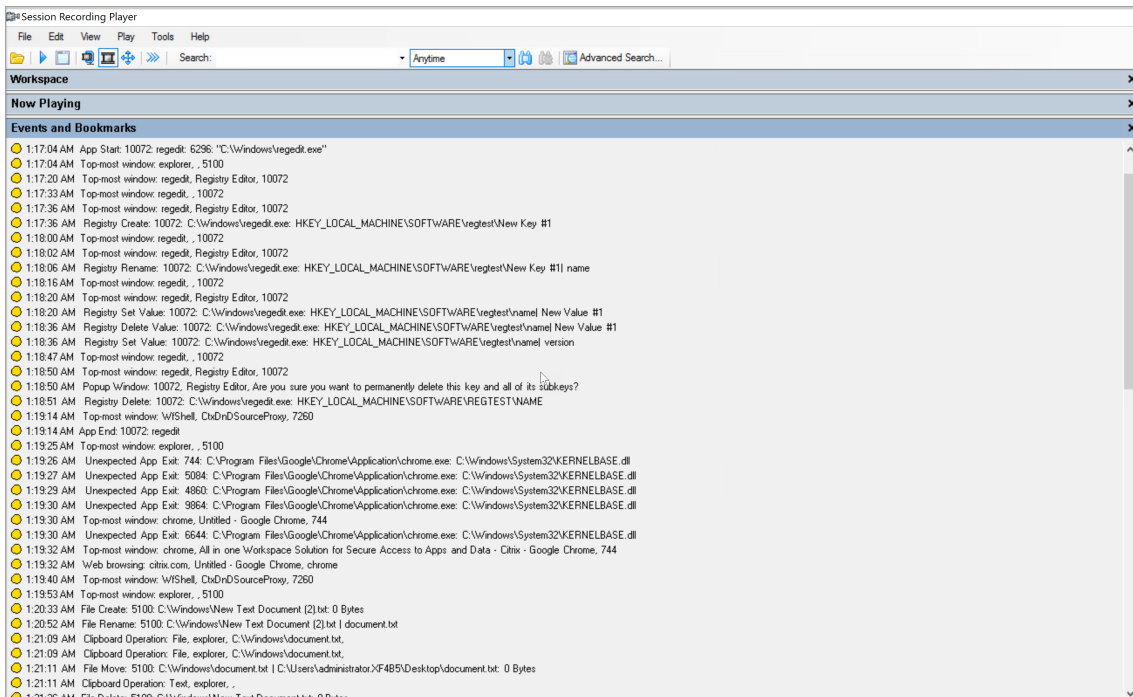 Session Recording Player
File Edit View Play Tools Help
Search: Anytime Advanced Search...
Workspace
Now Playing
Events and Bookmarks
1:17:04 AM App Start: 10072: regedit: 6296: "C:\Windows\regedit.exe"
1:17:04 AM Top-most window: explorer, , 5100
1:17:20 AM Top-most window: regedit, Registry Editor, 10072
1:17:33 AM Top-most window: regedit, , 10072
1:17:36 AM Top-most window: regedit, Registry Editor, 10072
1:17:36 AM Registry Create: 10072: C:\Windows\regedit.exe: HKEY_LOCAL_MACHINE\SOFTWARE\regtest\New Key #1
1:18:00 AM Top-most window: regedit, , 10072
1:18:02 AM Top-most window: regedit, Registry Editor, 10072
1:18:06 AM Registry Rename: 10072: C:\Windows\regedit.exe: HKEY_LOCAL_MACHINE\SOFTWARE\regtest\New Key #1| name
1:18:16 AM Top-most window: regedit, , 10072
1:18:20 AM Top-most window: regedit, Registry Editor, 10072
1:18:20 AM Registry Set Value: 10072: C:\Windows\regedit.exe: HKEY_LOCAL_MACHINE\SOFTWARE\regtest\name| New Value #1
1:18:36 AM Registry Delete Value: 10072: C:\Windows\regedit.exe: HKEY_LOCAL_MACHINE\SOFTWARE\regtest\name| New Value #1
1:18:36 AM Registry Set Value: 10072: C:\Windows\regedit.exe: HKEY_LOCAL_MACHINE\SOFTWARE\regtest\name| version
1:18:47 AM Top-most window: regedit, , 10072
1:18:50 AM Top-most window: regedit, Registry Editor, 10072
1:18:50 AM Popup Window: 10072, Registry Editor, Are you sure you want to permanently delete this key and all of its subkeys?
1:18:51 AM Registry Delete: 10072: C:\Windows\regedit.exe: HKEY_LOCAL_MACHINE\SOFTWARE\REGTEST\NAME
1:19:14 AM Top-most window: WfShell, CtxDnDSourceProxy, 7260
1:19:14 AM App End: 10072: regedit
1:19:25 AM Top-most window: explorer, , 5100
1:19:26 AM Unexpected App Exit: 744: C:\Program Files\Google\Chrome\Application\chrome.exe: C:\Windows\System32\KERNELBASE.dll
1:19:27 AM Unexpected App Exit: 5084: C:\Program Files\Google\Chrome\Application\chrome.exe: C:\Windows\System32\KERNELBASE.dll
1:19:29 AM Unexpected App Exit: 4860: C:\Program Files\Google\Chrome\Application\chrome.exe: C:\Windows\System32\KERNELBASE.dll
1:19:30 AM Unexpected App Exit: 9864: C:\Program Files\Google\Chrome\Application\chrome.exe: C:\Windows\System32\KERNELBASE.dll
1:19:30 AM Top-most window: chrome, Untitled - Google Chrome, 744
1:19:30 AM Unexpected App Exit: 6644: C:\Program Files\Google\Chrome\Application\chrome.exe: C:\Windows\System32\KERNELBASE.dll
1:19:32 AM Top-most window: chrome, All in one Workspace Solution for Secure Access to Apps and Data - Citrix - Google Chrome, 744
1:19:32 AM Web browsing: citrix.com, Untitled - Google Chrome, chrome
1:19:40 AM Top-most window: WfShell, CtxDnDSourceProxy, 7260
1:19:53 AM Top-most window: explorer, , 5100
1:20:33 AM File Create: 5100: C:\Windows\New Text Document (2).txt: 0 Bytes
1:20:52 AM File Rename: 5100: C:\Windows\New Text Document (2).txt | document.txt
1:21:09 AM Clipboard Operation: File, explorer, C:\Windows\document.txt,
1:21:09 AM Clipboard Operation: File, explorer, C:\Windows\document.txt,
1:21:11 AM File Move: 5100: C:\Windows\document.txt | C:\Users\administrator.XF4B5\Desktop\document.txt: 0 Bytes
1:21:11 AM Clipboard Operation: Text, explorer, ,